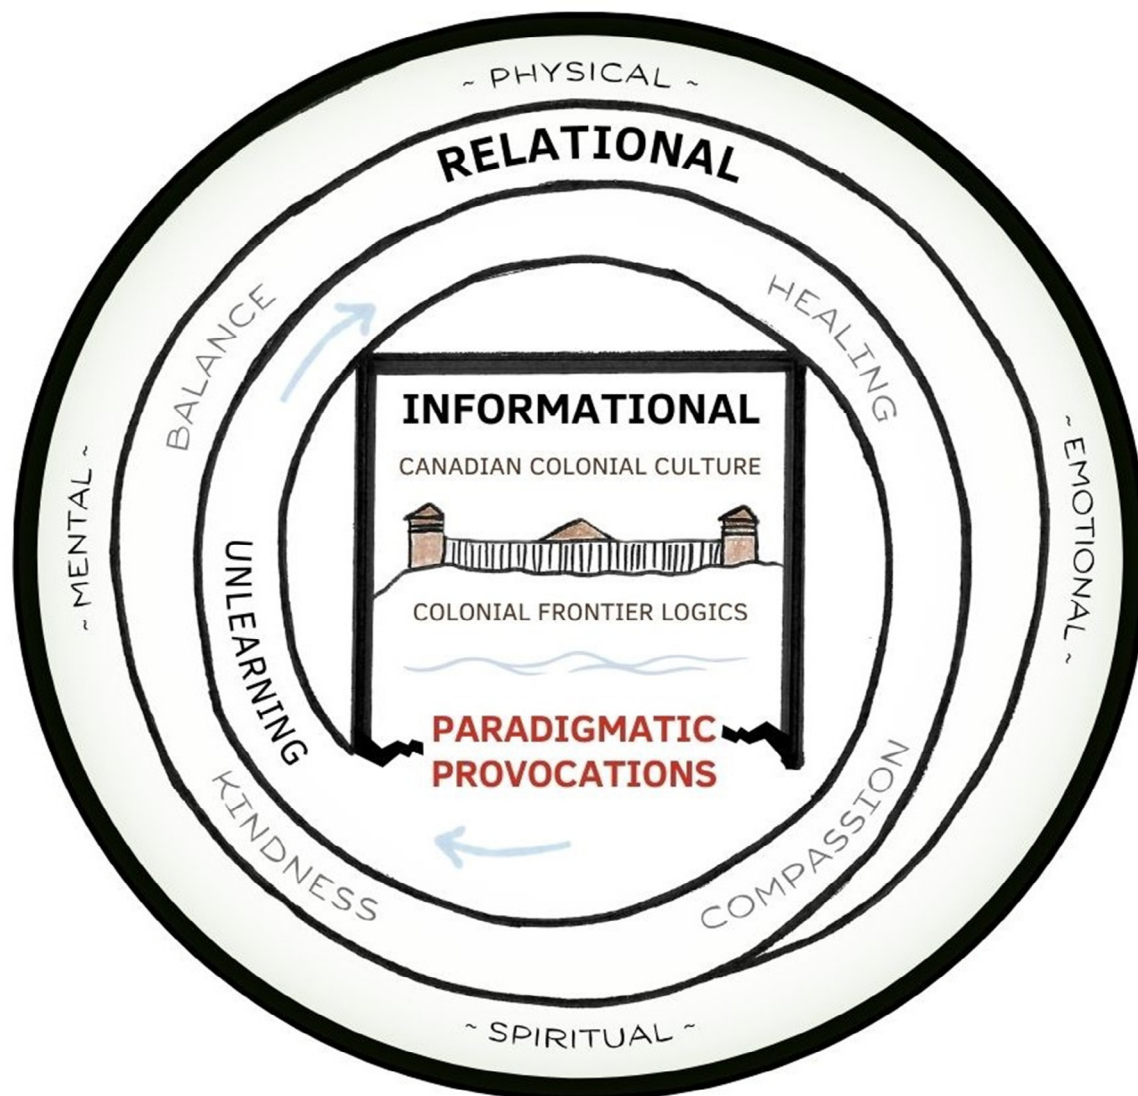 ~ PHYSICAL ~
RELATIONAL
BALANCE
HEALING
INFORMATIONAL
CANADIAN COLONIAL CULTURE
~ MENTAL ~
~ EMOTIONAL ~
UNLEARNING
COLONIAL FRONTIER LOGICS
PARADIGMATIC
PROVOCATIONS
KINDNESS
COMPASSION
~ SPIRITUAL ~